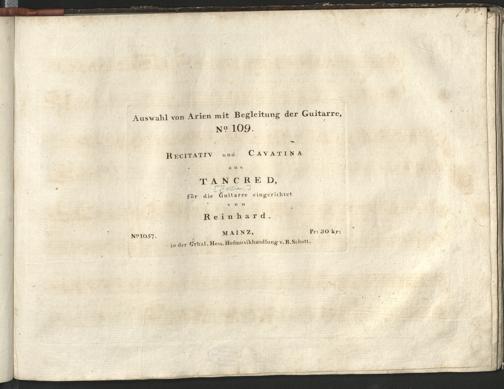 Auswahl von Arien mit Begleitung der Guitarre,
No 109.
RECITATIV und CAVATINA
aus
TANCRED,
für die Guitarre eingerichtet
von
Reinhard.
No 1057. MAINZ, Pr: 30 kr:
in der Grhzl. Hess. Hofmusikhandlung v. B. Schott.